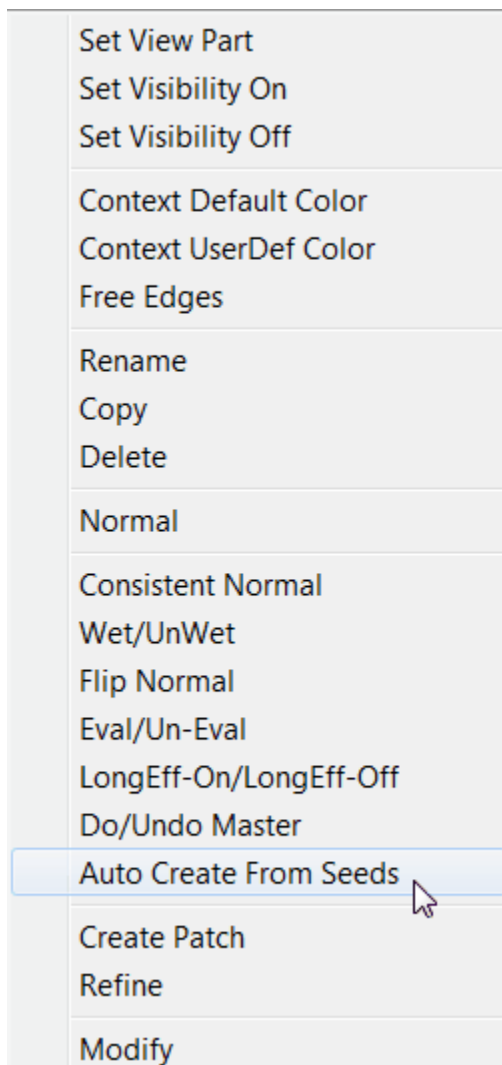 Set View Part
Set Visibility On
Set Visibility Off
Context Default Color
Context UserDef Color
Free Edges
Rename
Copy
Delete
Normal
Consistent Normal
Wet/UnWet
Flip Normal
Eval/Un-Eval
LongEff-On/LongEff-Off
Do/Undo Master
Auto Create From Seeds
Create Patch
Refine
Modify